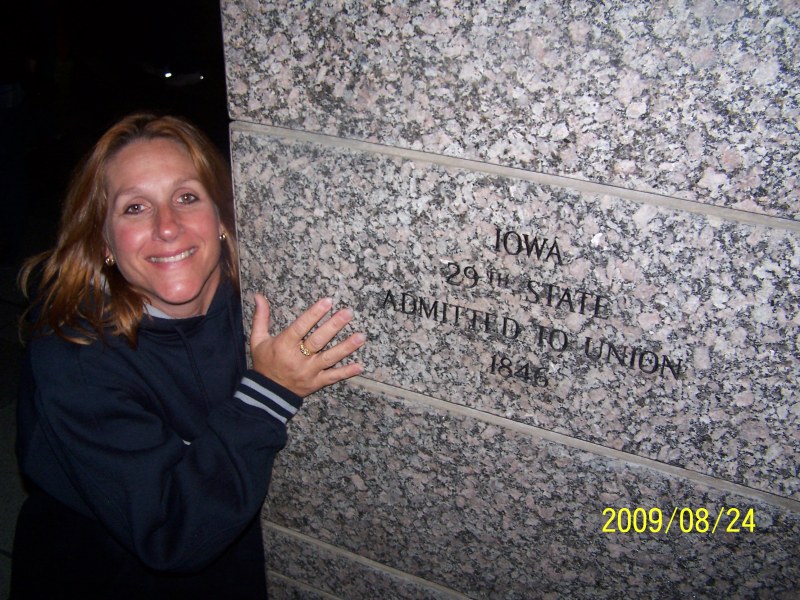 IOWA
29TH STATE
ADMITTED TO UNION
1846
2009/08/24